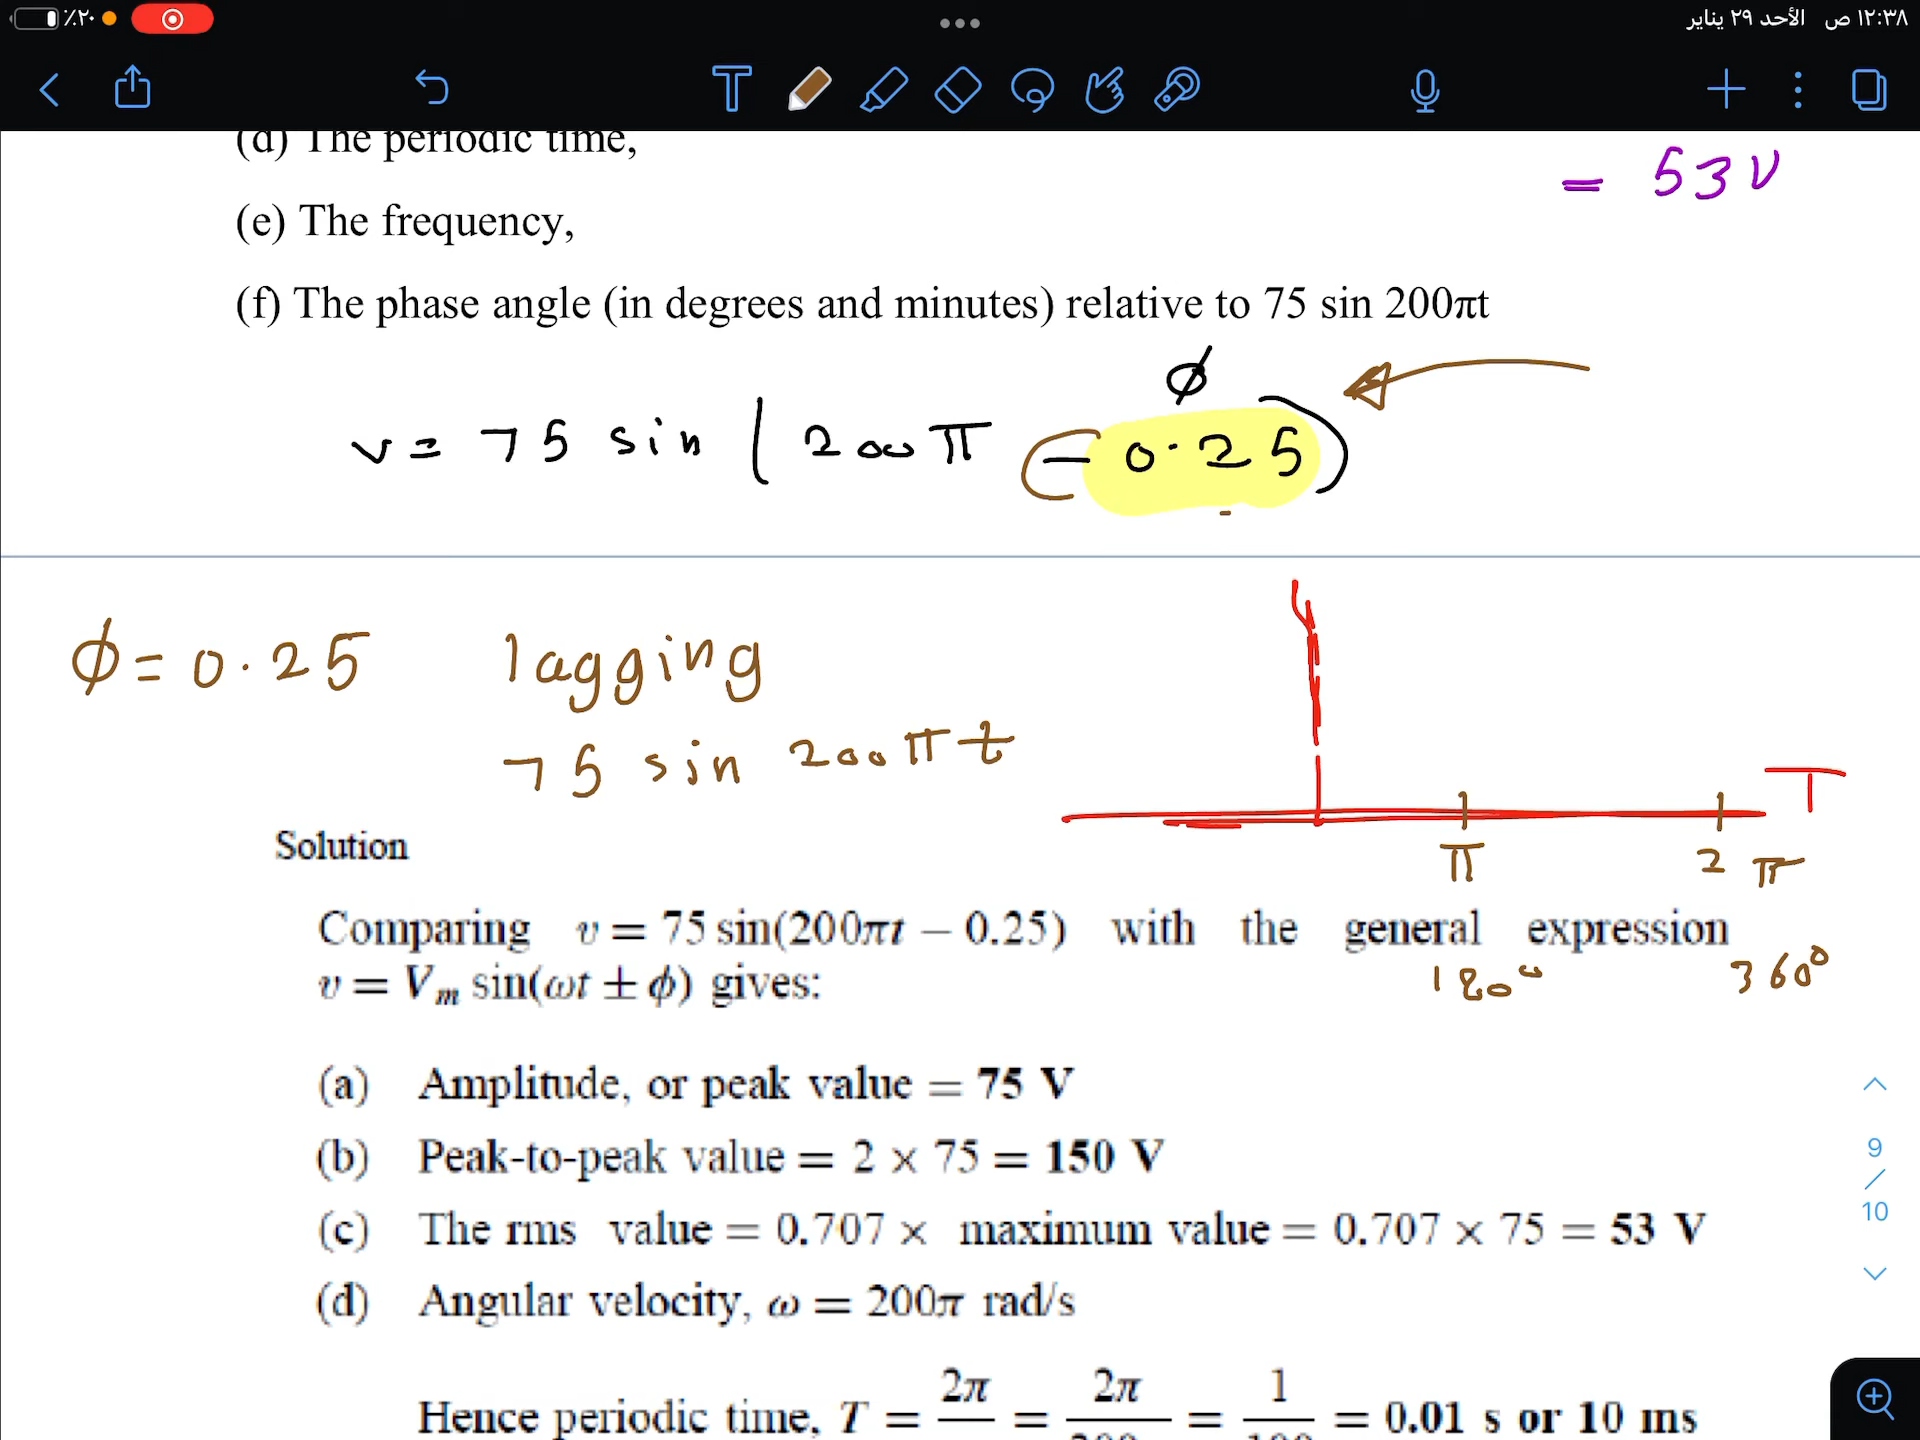 ٪٢٠
١٢:٣٨ ص الأحد ٢٩ يناير
(d) The periodic time,
= 53 V
(e) The frequency,
(f) The phase angle (in degrees and minutes) relative to 75 sin 200πt
ϕ
v = 75 sin ( 200 π - 0.25 )
ϕ = 0.25 lagging
75 sin 200 π t
T
π 2 π
Solution
Comparing v = 75 sin(200πt − 0.25) with the general expression
180° 360°
v = Vm sin(ωt ± ϕ) gives:
(a) Amplitude, or peak value = 75 V
(b) Peak-to-peak value = 2 × 75 = 150 V
9
/
10
(c) The rms value = 0.707 × maximum value = 0.707 × 75 = 53 V
(d) Angular velocity, ω = 200π rad/s
Hence periodic time, T = 2π = 2π = 1 = 0.01 s or 10 ms